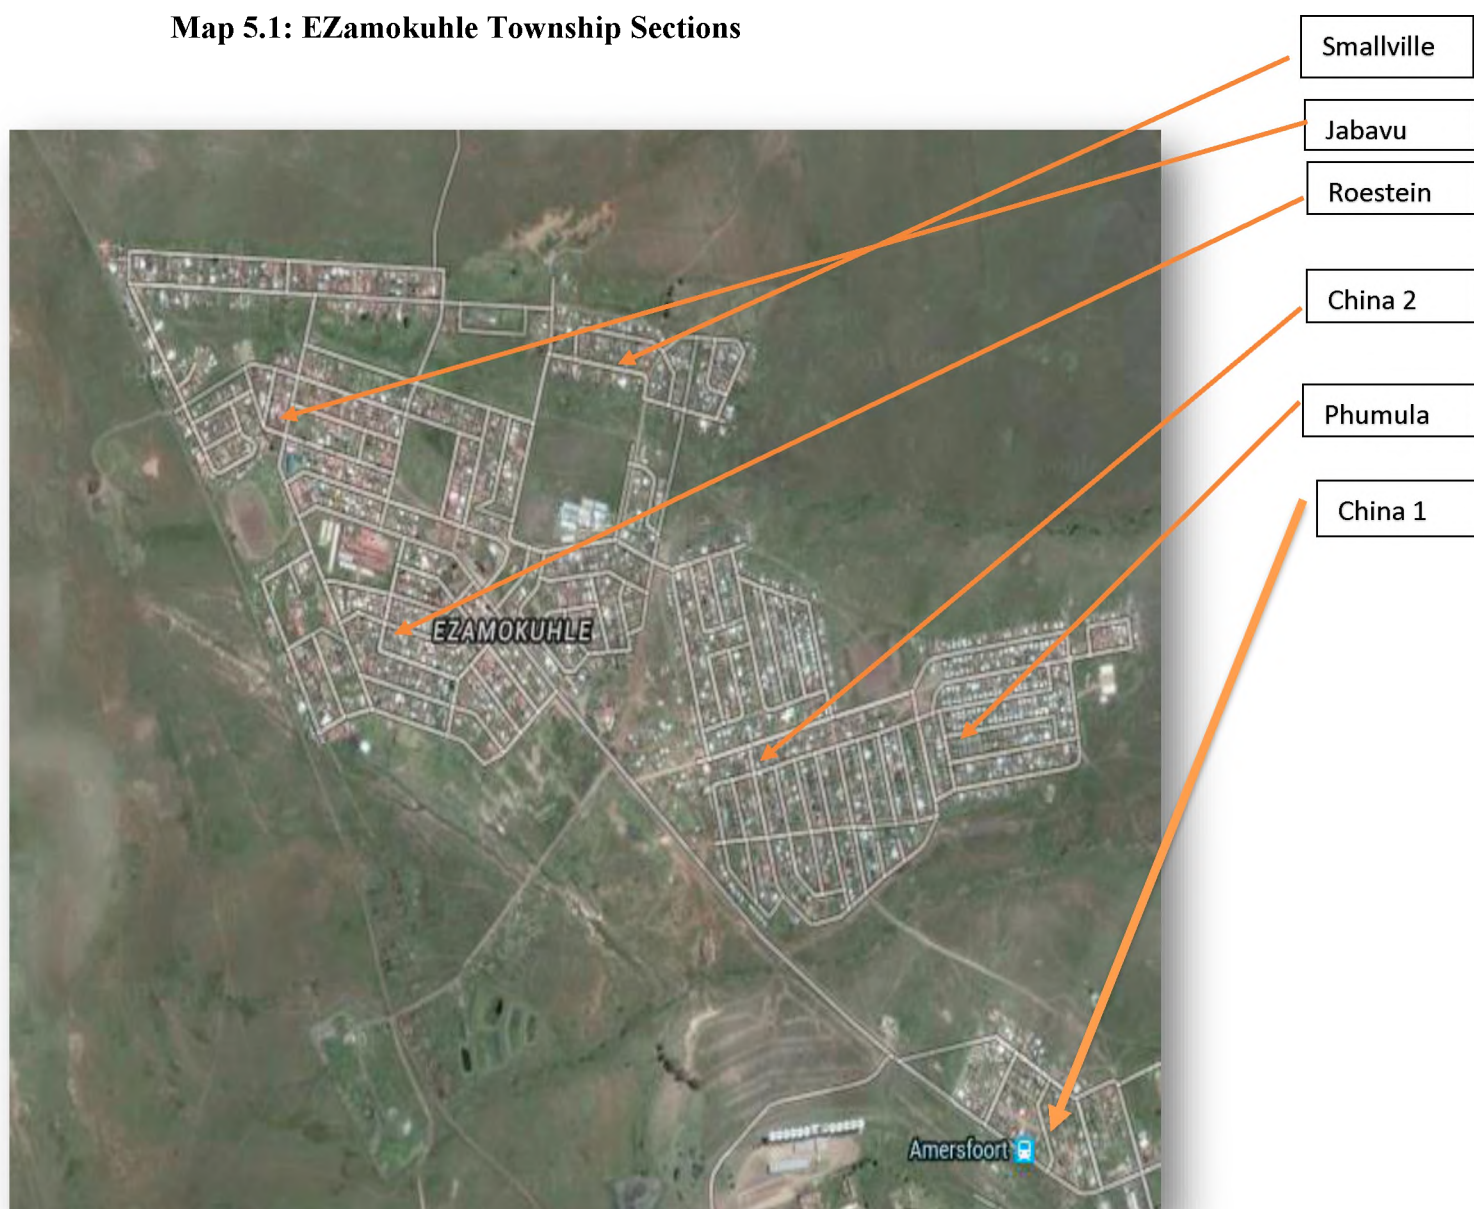 Map 5.1: EZamokuhle Township Sections
Smallville
Jabavu
Roestein
China 2
Phumula
China 1
EZAMOKUHLE
Amersfoort